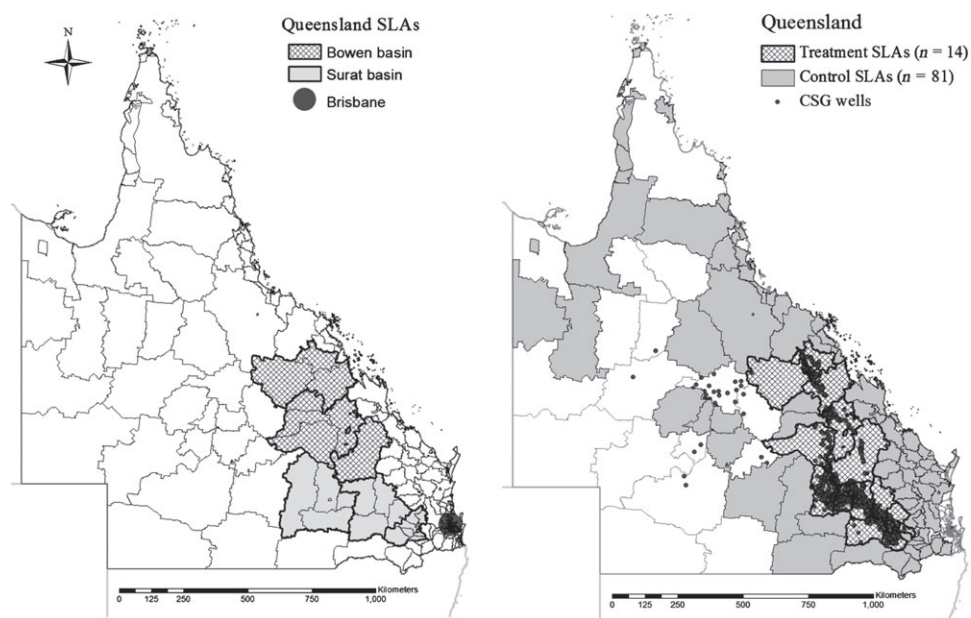 N
Queensland SLAs
Bowen basin
Surat basin
Brisbane
Kilometers
0 125 250 500 750 1,000
Queensland
Treatment SLAs (n = 14)
Control SLAs (n = 81)
CSG wells
Kilometers
0 125 250 500 750 1,000